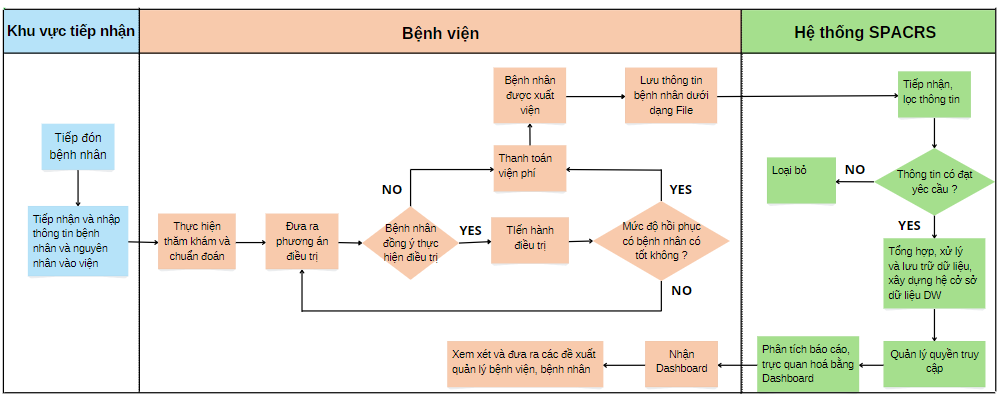 Khu vực tiếp nhận
Bệnh viện
Hệ thống SPACRS
Tiếp đón
bệnh nhân
Tiếp nhận và nhập
thông tin bệnh
nhân và nguyên
nhân vào viện
Thực hiện
thăm khám và
chuẩn đoán
Đưa ra
phương án
điều trị
Bệnh nhân
đồng ý thực
hiện điều trị
NO
YES
Thanh toán
viện phí
Bệnh nhân
được xuất
viện
Lưu thông tin
bệnh nhân dưới
dạng File
Tiến hành
điều trị
Mức độ hồi phục
có bệnh nhân có
tốt không ?
YES
NO
Tiếp nhận,
lọc thông tin
Thông tin có đạt
yêc cầu ?
NO
Loại bỏ
YES
Tổng hợp, xử lý
và lưu trữ dữ liệu,
xây dựng hệ cở sở
dữ liệu DW
Quản lý quyền truy
cập
Phân tích báo cáo,
trực quan hoá bằng
Dashboard
Nhận
Dashboard
Xem xét và đưa ra các đề xuất
quản lý bệnh viện, bệnh nhân